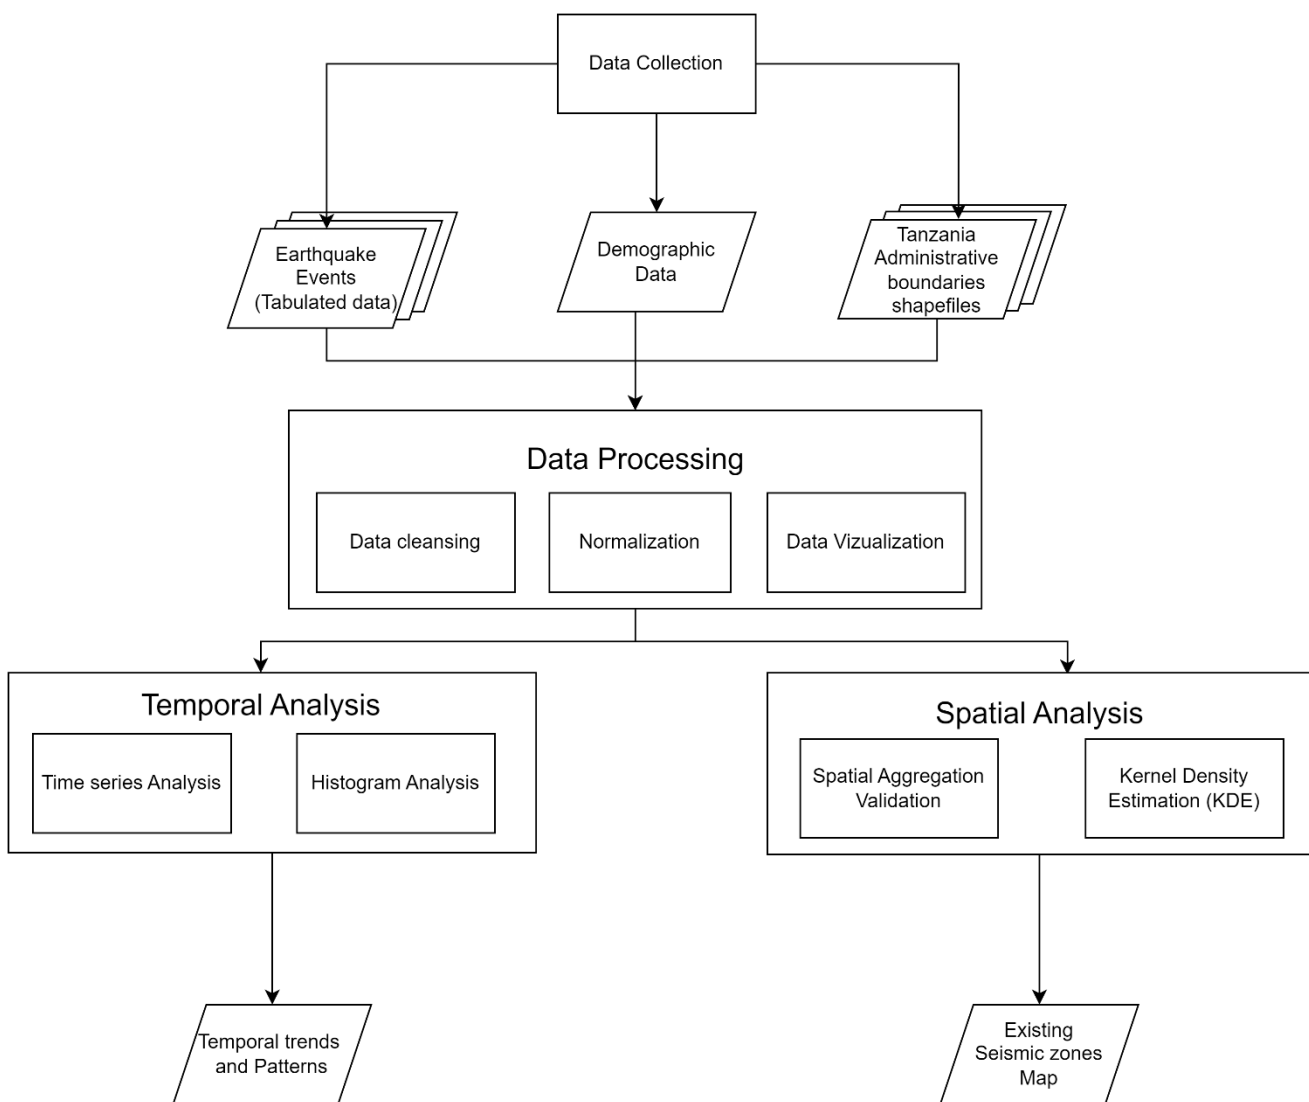 Data Collection
Earthquake
Events
(Tabulated data)
Demographic
Data
Tanzania
Administrative
boundaries
shapefiles
Data Processing
Data cleansing
Normalization
Data Vizualization
Temporal Analysis
Time series Analysis
Histogram Analysis
Spatial Analysis
Spatial Aggregation
Validation
Kernel Density
Estimation (KDE)
Temporal trends
and Patterns
Existing
Seismic zones
Map